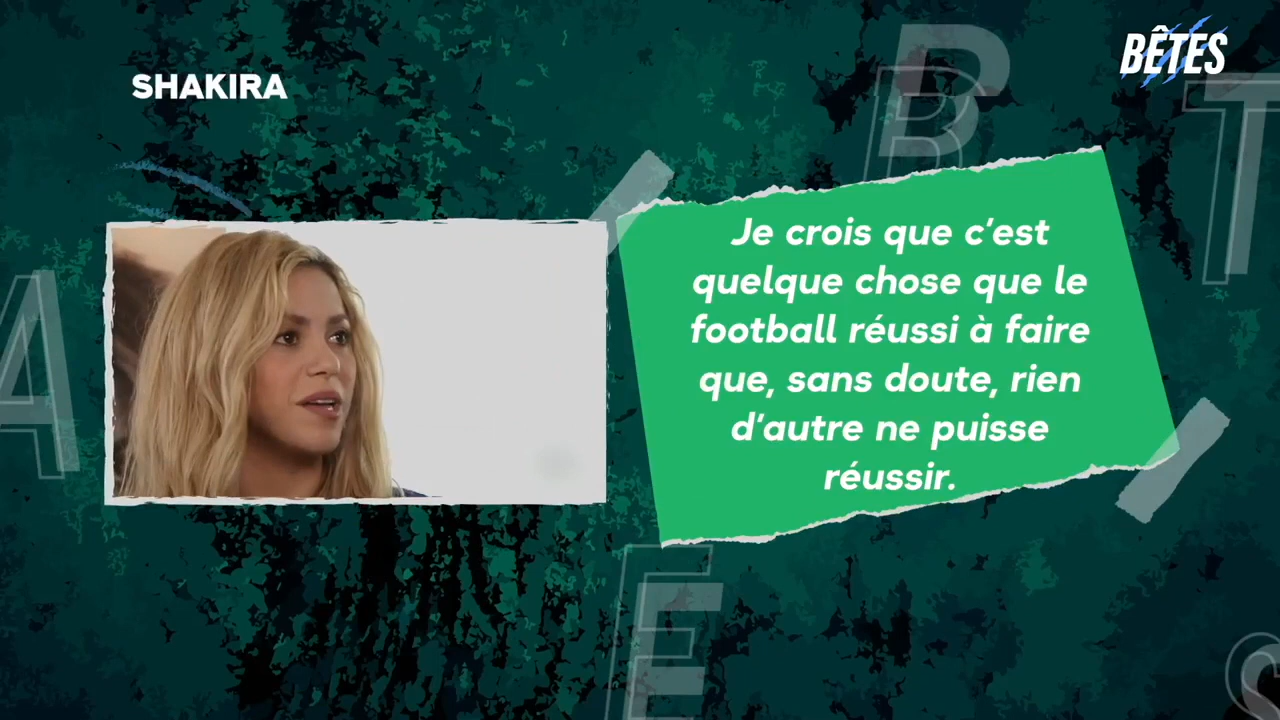 BÊTES
SHAKIRA
Je crois que c’est
quelque chose que le
football réussi à faire
que, sans doute, rien
d’autre ne puisse
réussir.
B
T
A
E
S